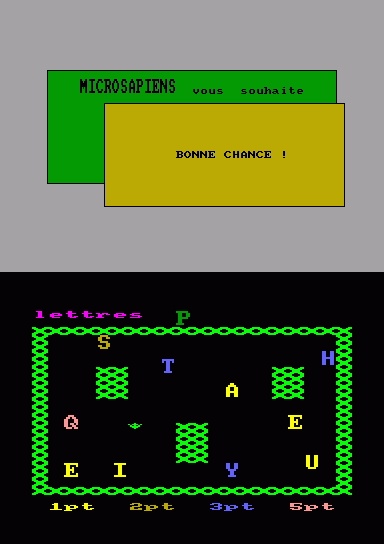 MICROSAPIENS vous souhaite
BONNE CHANCE !
lettres P
S
H
T
A
Q E
U
E I Y
1pt 2pt 3pt 5pt